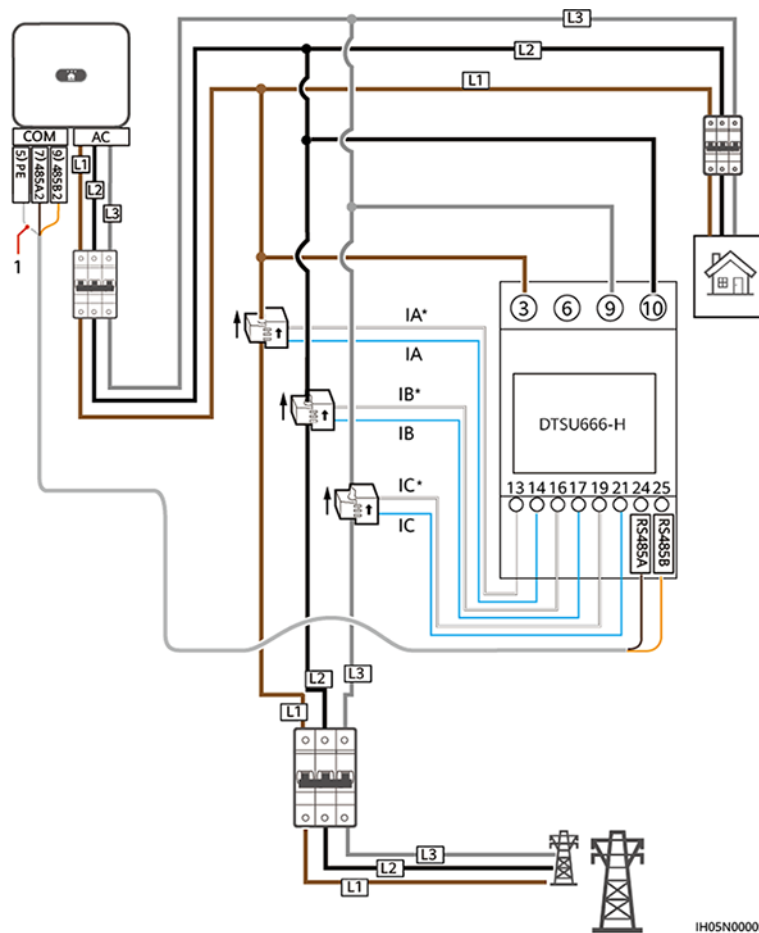 L3
L2
L1
COM
AC
5) PE
7) 485A2
9) 485B2
L1
L2
L3
1
3
6
9
10
IA*
IA
IB*
IB
IC*
IC
DTSU666-H
13 14 16 17 19 21 24 25
RS485A
RS485B
L2
L3
L1
L3
L2
L1
IH05N0000